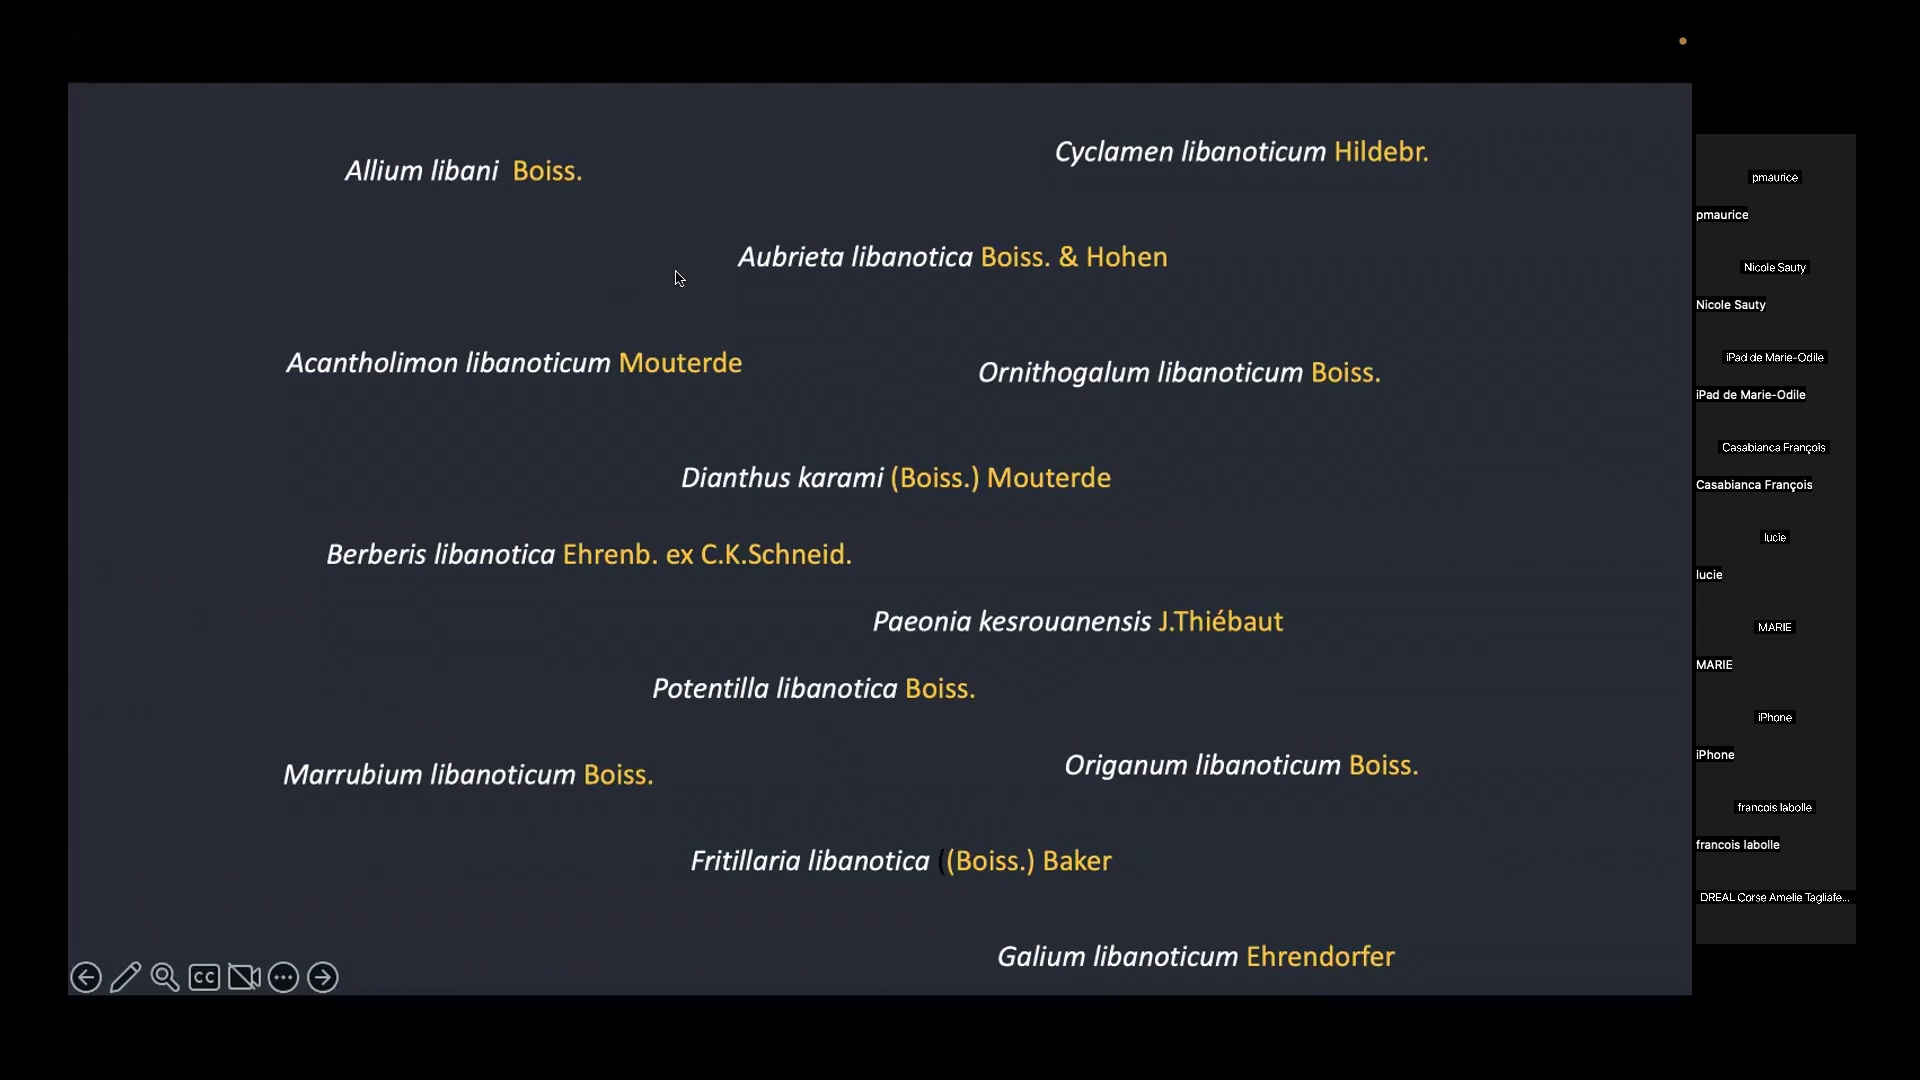 Allium libani Boiss.
Cyclamen libanoticum Hildebr.
Aubrieta libanotica Boiss. & Hohen
Acantholimon libanoticum Mouterde
Ornithogalum libanoticum Boiss.
Dianthus karami (Boiss.) Mouterde
Berberis libanotica Ehrenb. ex C.K.Schneid.
Paeonia kesrouanensis J.Thiébaut
Potentilla libanotica Boiss.
Marrubium libanoticum Boiss.
Origanum libanoticum Boiss.
Fritillaria libanotica ((Boiss.) Baker
Galium libanoticum Ehrendorfer
CC
pmaurice
pmaurice
Nicole Sauty
Nicole Sauty
iPad de Marie-Odile
iPad de Marie-Odile
Casabianca François
Casabianca François
lucie
lucie
MARIE
MARIE
iPhone
iPhone
francois labolle
francois labolle
DREAL Corse Amelie Tagliafe...